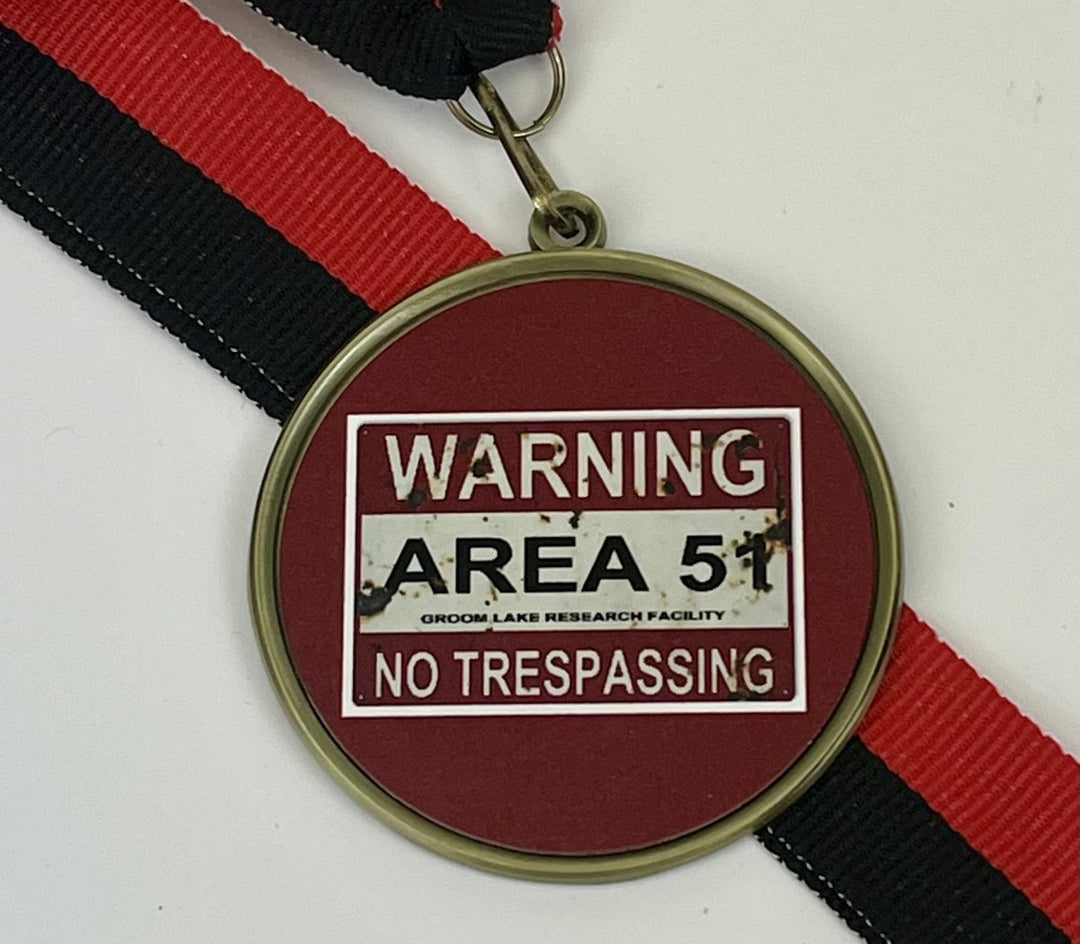 WARNING
AREA 51
GROOM LAKE RESEARCH FACILITY
NO TRESPASSING